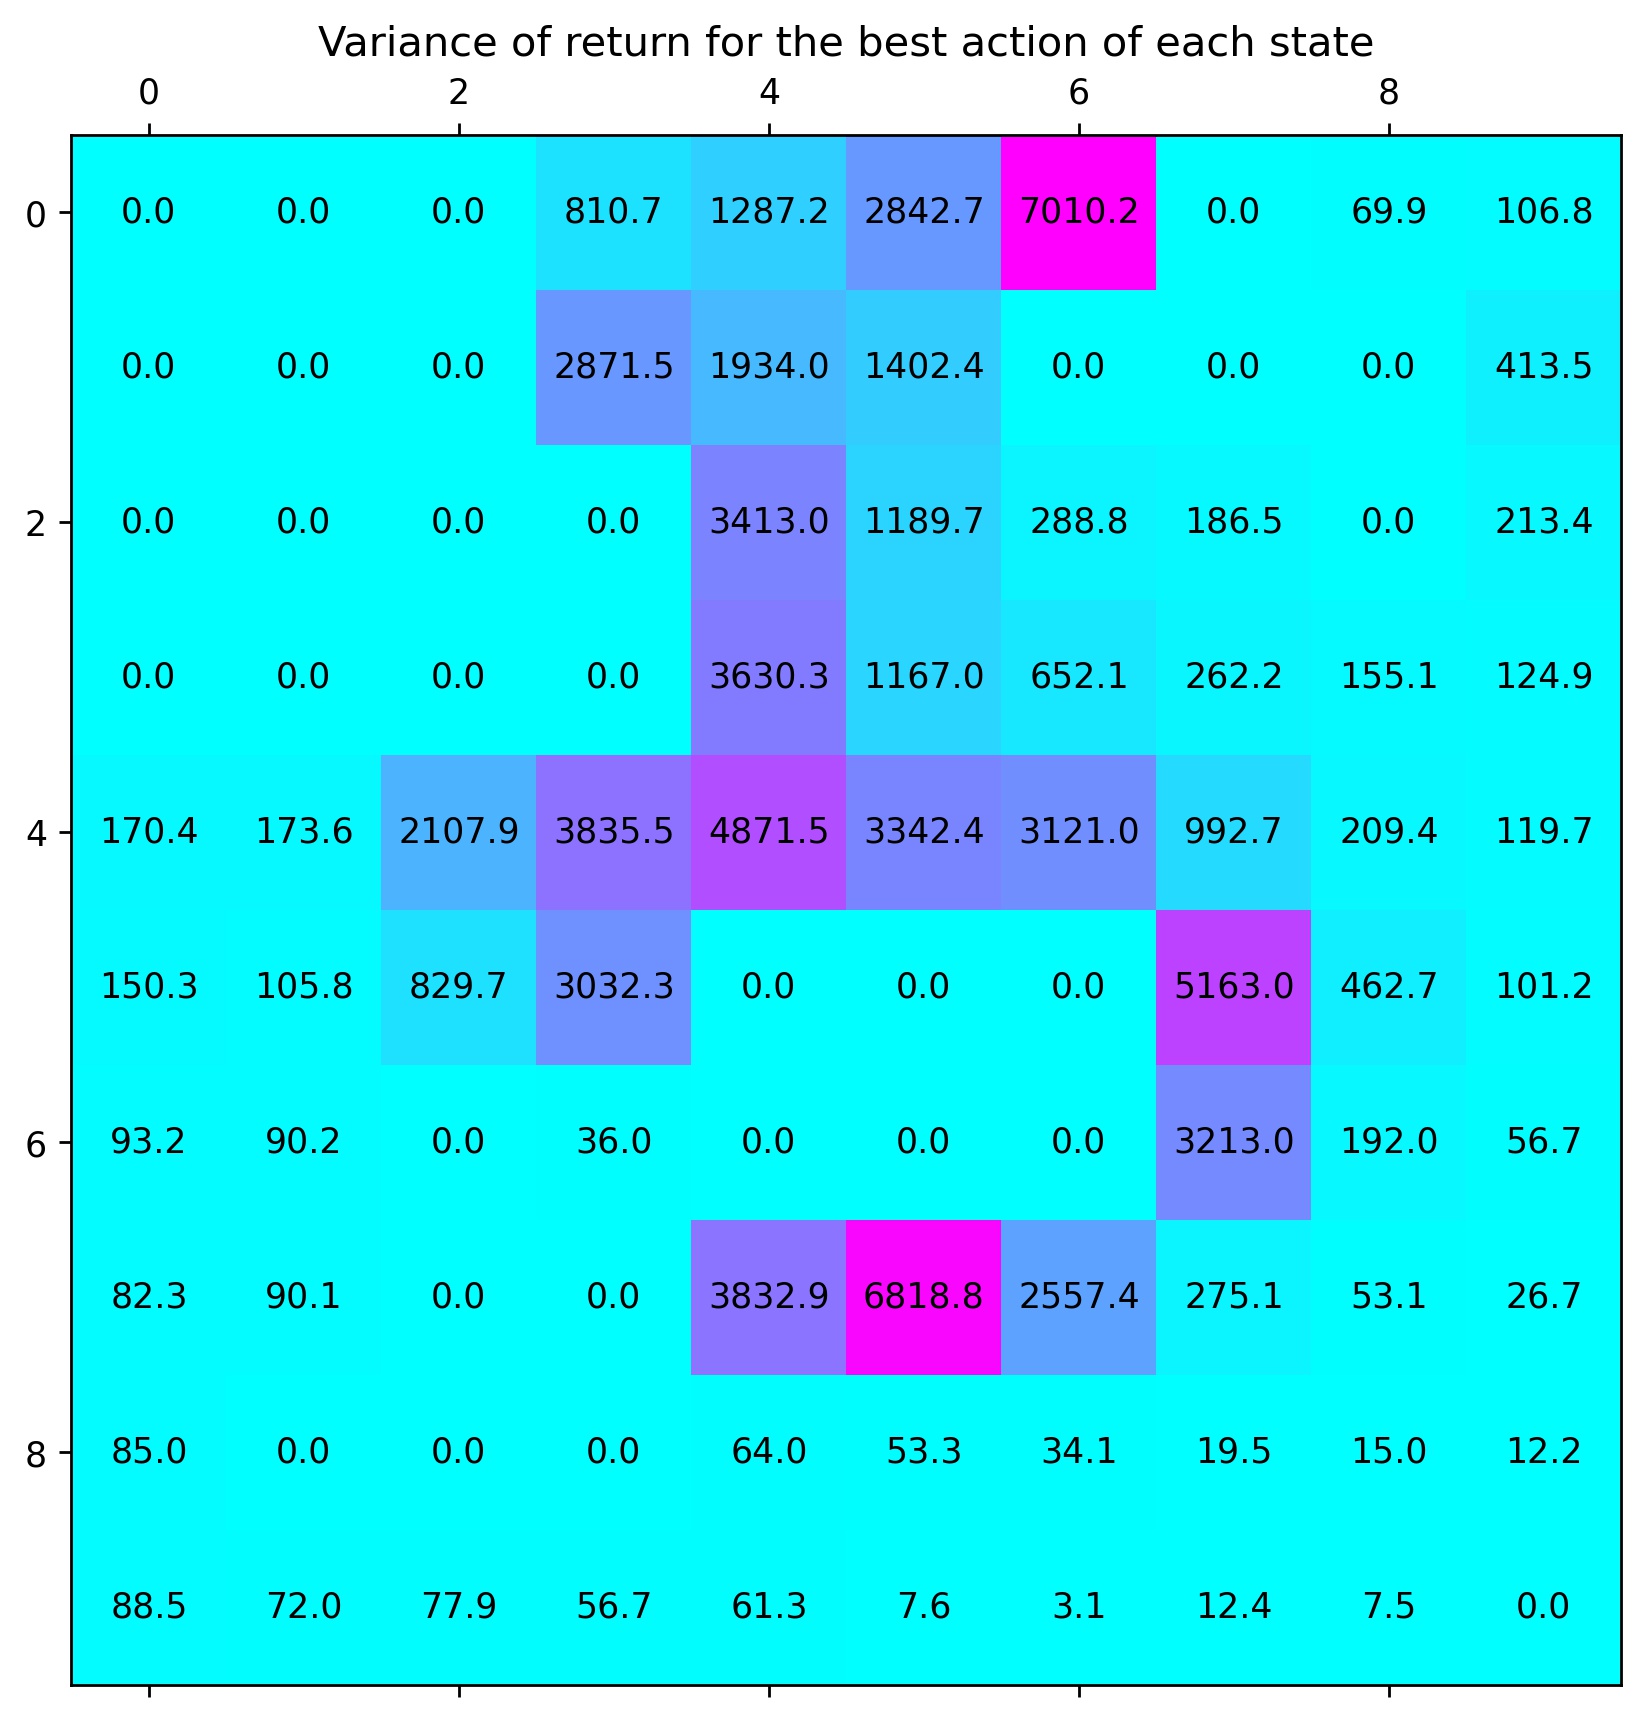 Variance of return for the best action of each state
0 2 4 6 8
0 0.0 0.0 0.0 810.7 1287.2 2842.7 7010.2 0.0 69.9 106.8
0.0 0.0 0.0 2871.5 1934.0 1402.4 0.0 0.0 0.0 413.5
2 0.0 0.0 0.0 0.0 3413.0 1189.7 288.8 186.5 0.0 213.4
0.0 0.0 0.0 0.0 3630.3 1167.0 652.1 262.2 155.1 124.9
4 170.4 173.6 2107.9 3835.5 4871.5 3342.4 3121.0 992.7 209.4 119.7
150.3 105.8 829.7 3032.3 0.0 0.0 0.0 5163.0 462.7 101.2
6 93.2 90.2 0.0 36.0 0.0 0.0 0.0 3213.0 192.0 56.7
82.3 90.1 0.0 0.0 3832.9 6818.8 2557.4 275.1 53.1 26.7
8 85.0 0.0 0.0 0.0 64.0 53.3 34.1 19.5 15.0 12.2
88.5 72.0 77.9 56.7 61.3 7.6 3.1 12.4 7.5 0.0